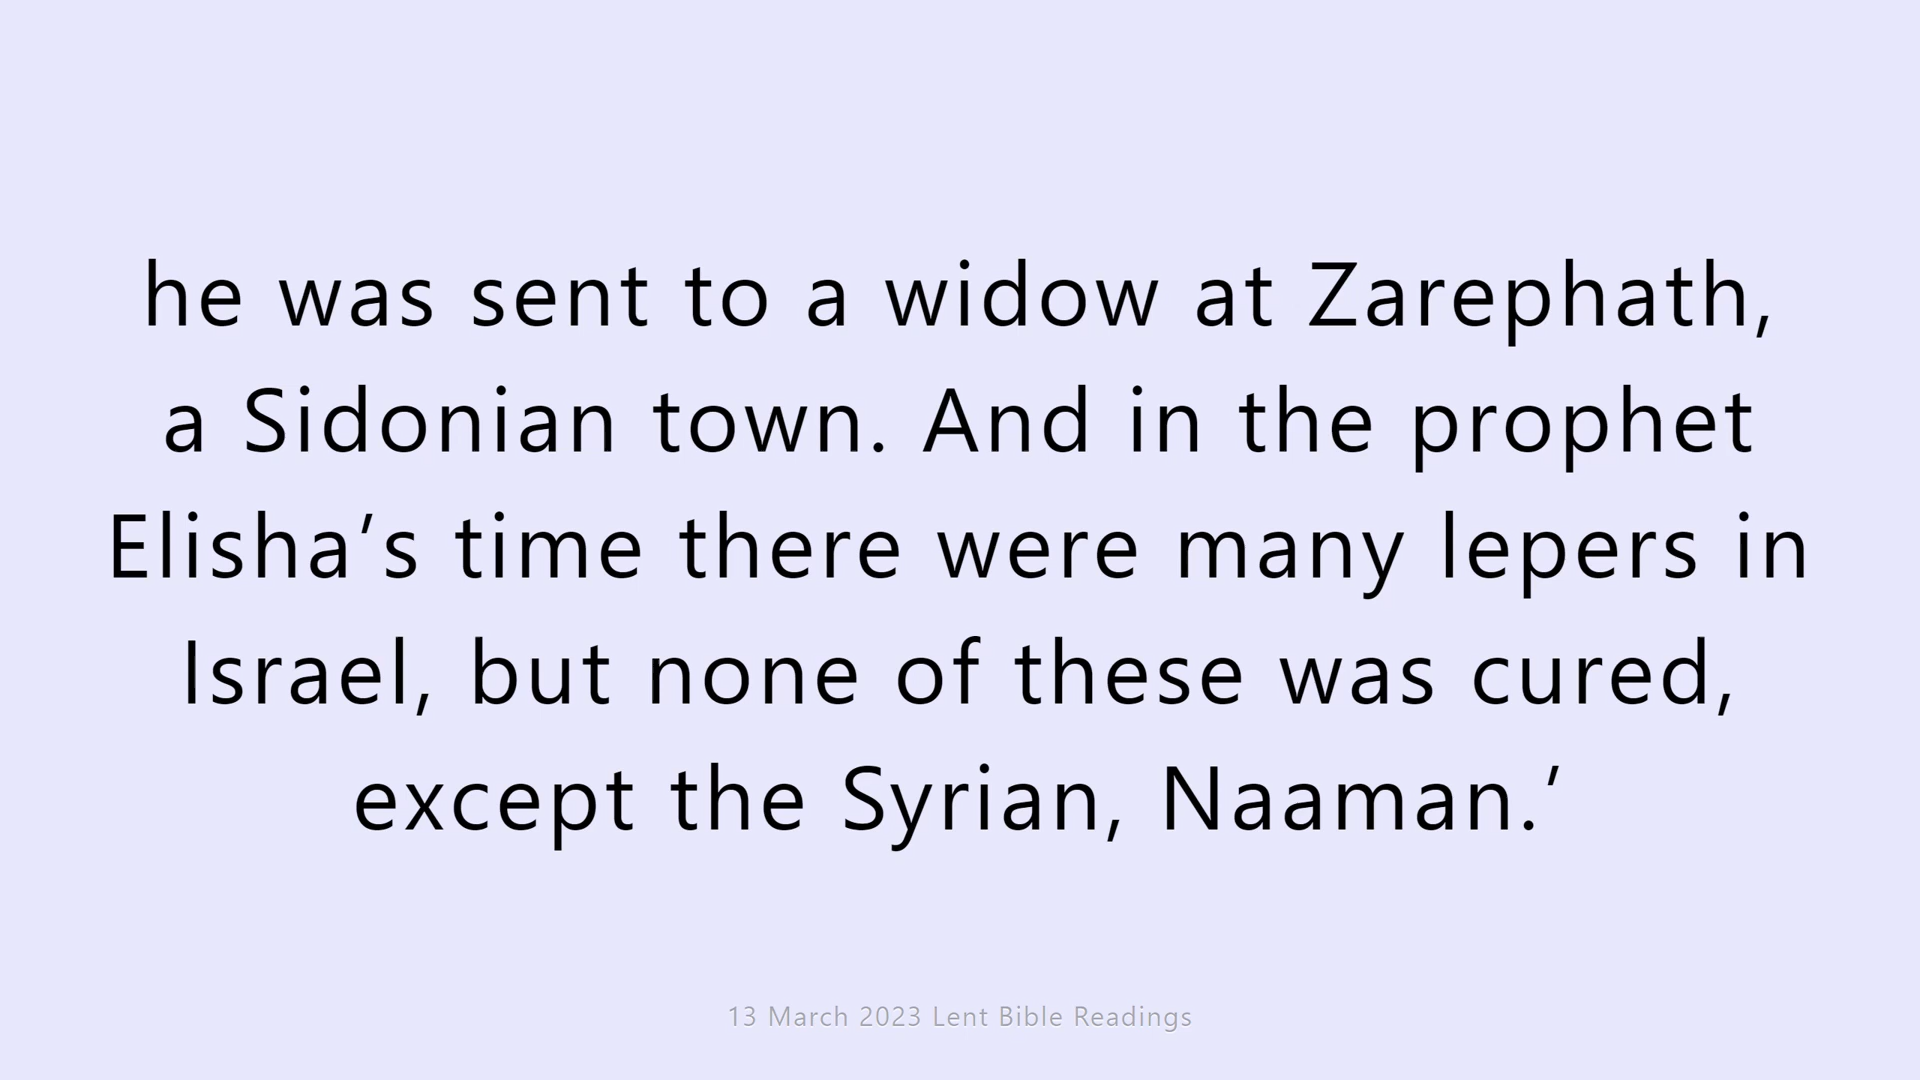 he was sent to a widow at Zarephath,
a Sidonian town. And in the prophet
Elisha’s time there were many lepers in
Israel, but none of these was cured,
except the Syrian, Naaman.’
13 March 2023 Lent Bible Readings